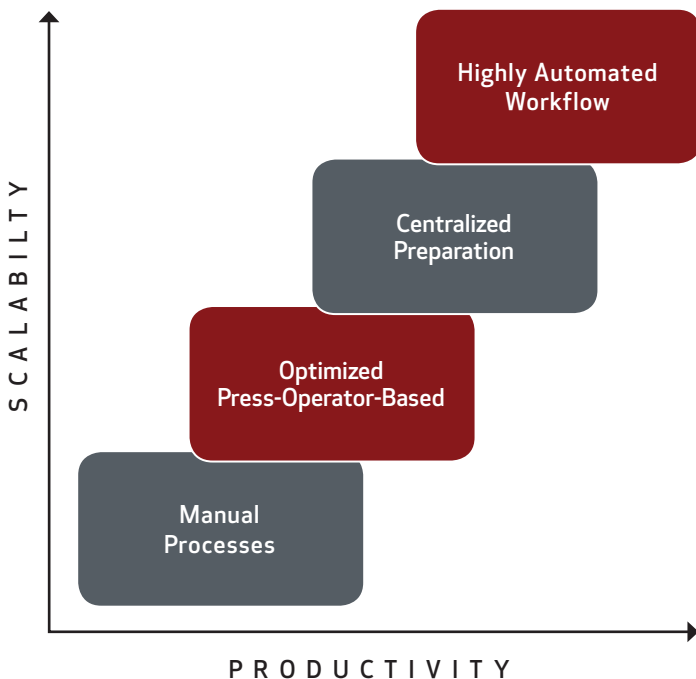 Highly Automated
Workflow
Centralized
Preparation
Optimized
Press-Operator-Based
Manual
Processes
SCALABILTY
PRODUCTIVITY